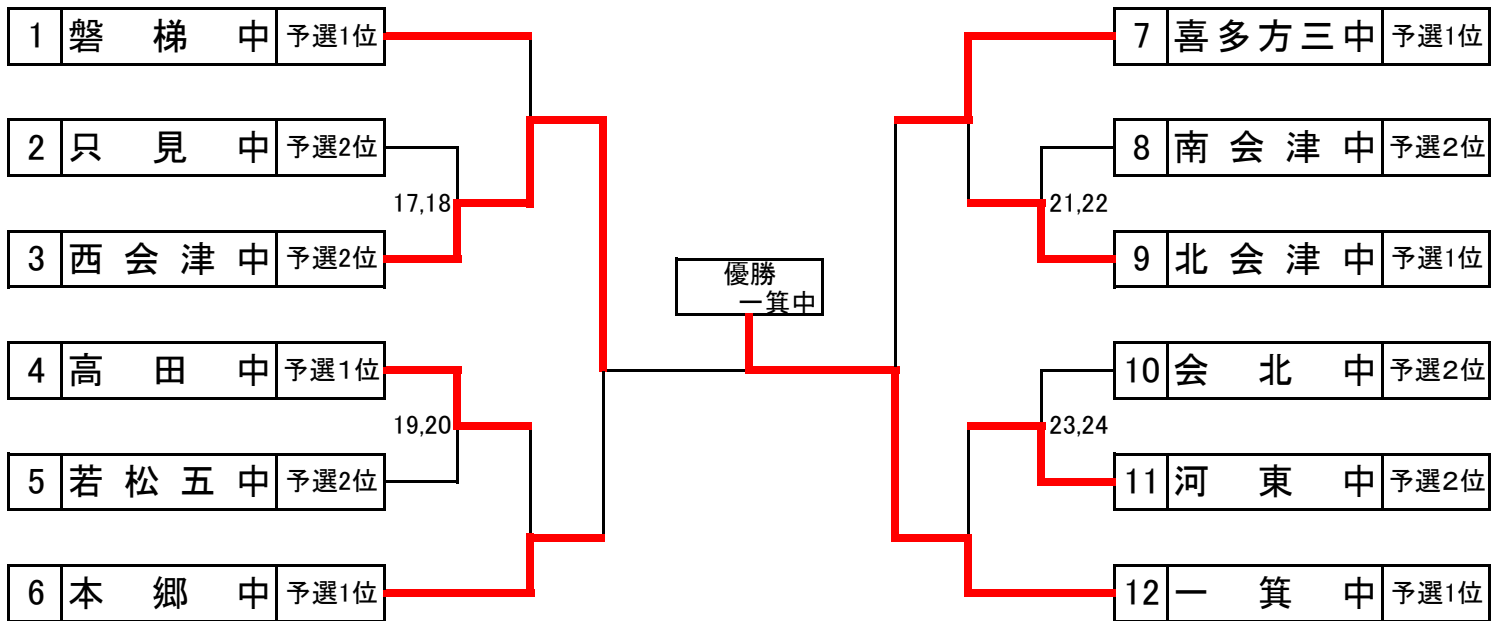 1 磐梯中 予選1位
2 只見中 予選2位
17,18
3 西会津中 予選2位
4 高田中 予選1位
19,20
5 若松五中 予選2位
6 本郷中 予選1位
優勝
一箕中
7 喜多方三中 予選1位
8 南会津中 予選2位
21,22
9 北会津中 予選1位
10 会北中 予選2位
23,24
11 河東中 予選2位
12 一箕中 予選1位